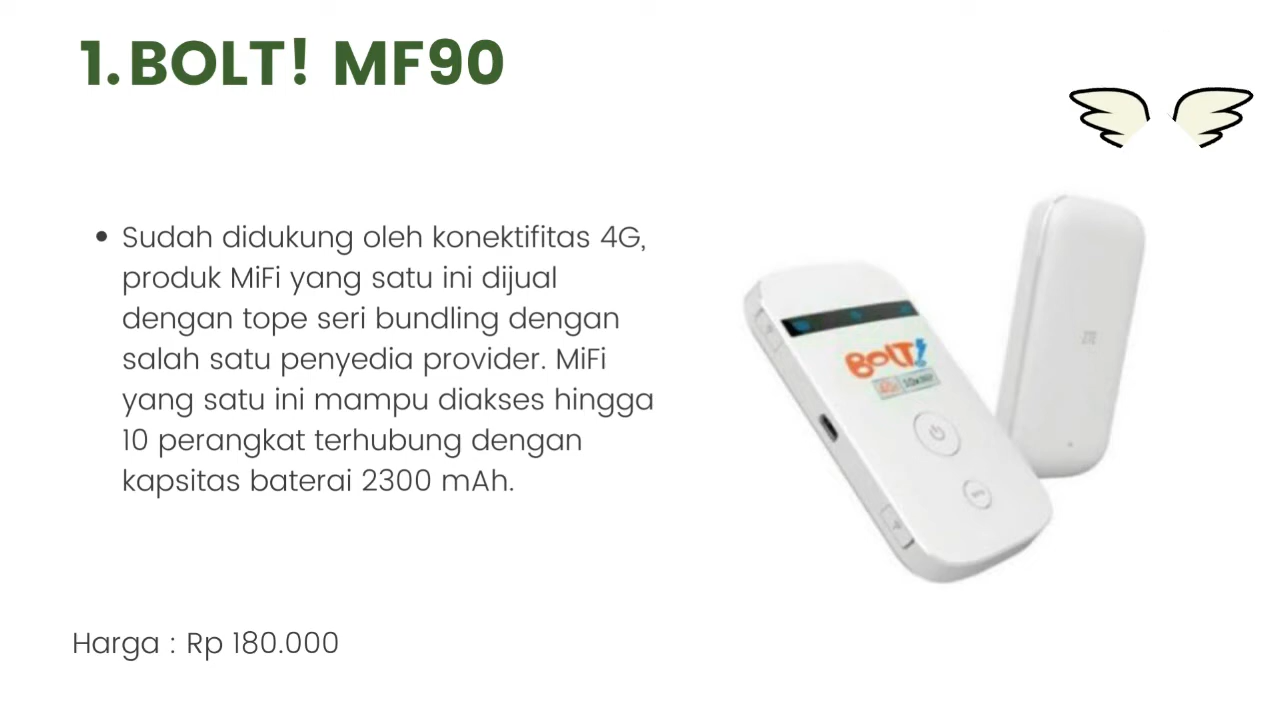 1. BOLT! MF90
• Sudah didukung oleh konektifitas 4G,
produk MiFi yang satu ini dijual
dengan tope seri bundling dengan
salah satu penyedia provider. MiFi
yang satu ini mampu diakses hingga
10 perangkat terhubung dengan
kapsitas baterai 2300 mAh.
BOLT!
ZTE
Harga : Rp 180.000